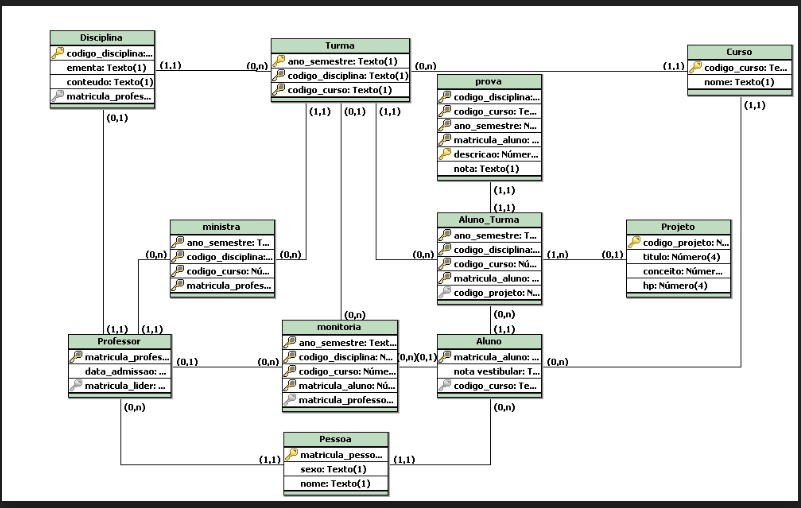 Disciplina
codigo_disciplina:...
ementa: Texto(1)
conteudo: Texto(1)
matricula_profes...
(1,1)
(0,n)
Turma
ano_semestre: Texto(1)
codigo_disciplina: Texto(1)
codigo_curso: Texto(1)
(0,n)
(1,1)
Curso
codigo_curso: Te...
nome: Texto(1)
(0,1)
(1,1)
(0,1)
(1,1)
(1,1)
prova
codigo_disciplina:...
codigo_curso: Te...
ano_semestre: N...
matricula_aluno: ...
descricao: Númer...
nota: Texto(1)
(1,1)
(1,1)
ministra
ano_semestre: T...
codigo_disciplina:...
codigo_curso: Nú...
matricula_profes...
(0,n)
(0,n)
(0,n)
Aluno_Turma
ano_semestre: T...
codigo_disciplina:...
codigo_curso: Nú...
matricula_aluno: ...
codigo_projeto: N...
(1,n)
(0,1)
Projeto
codigo_projeto: N...
titulo: Número(4)
conceito: Númer...
hp: Número(4)
(0,n)
(0,n)
(1,1)
(1,1)
(1,1)
Professor
matricula_profes...
data_admissao: ...
matricula_lider: ...
(0,1)
(0,n)
monitoria
ano_semestre: Text...
codigo_disciplina: N...
codigo_curso: Núme...
matricula_aluno: Nú...
matricula_professo...
(0,n)
(0,1)
Aluno
matricula_aluno: ...
nota vestibular: T...
codigo_curso: Te...
(0,n)
(0,n)
(0,n)
(1,1)
Pessoa
matricula_pesso...
sexo: Texto(1)
nome: Texto(1)
(1,1)